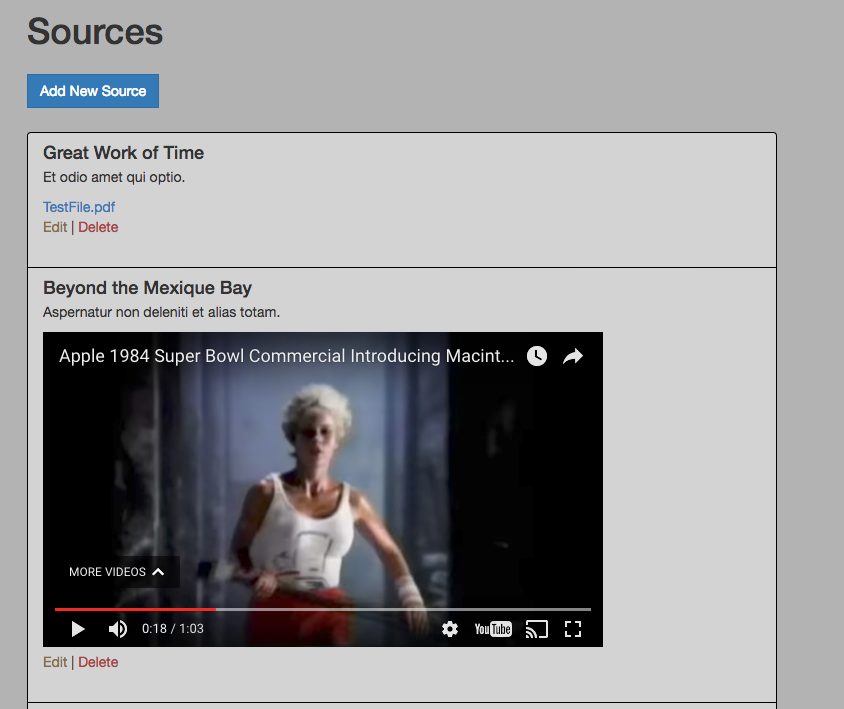 Sources
Add New Source
Great Work of Time
Et odio amet qui optio.
TestFile.pdf
Edit | Delete
Beyond the Mexique Bay
Aspernatur non deleniti et alias totam.
Apple 1984 Super Bowl Commercial Introducing Macint...
MORE VIDEOS
0:18 / 1:03
YouTube
Edit | Delete